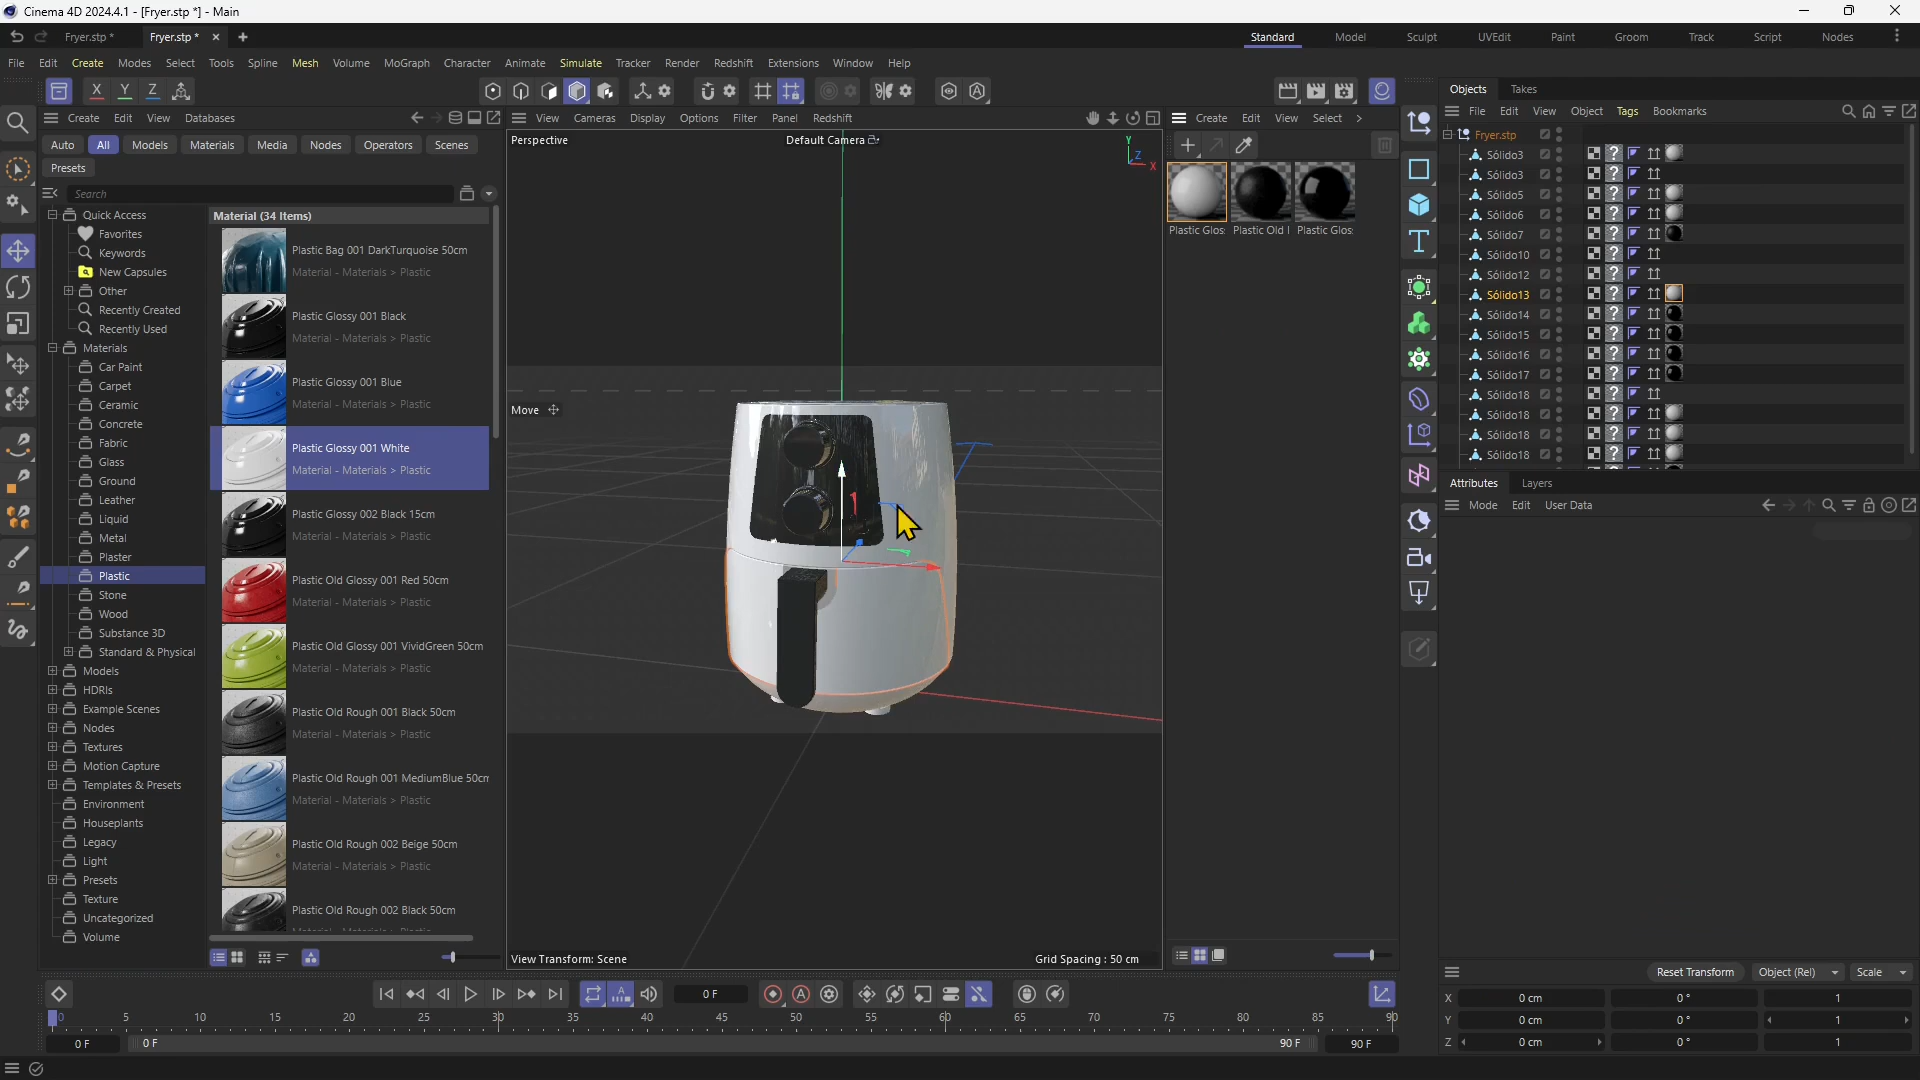 Cinema 4D 2024.4.1 - [Fryer.stp *] - Main
Fryer.stp *
Fryer.stp *
Standard
Model
Sculpt
UVEdit
Paint
Groom
Track
Script
Nodes
File Edit Create Modes Select Tools Spline Mesh Volume MoGraph Character Animate Simulate Tracker Render Redshift Extensions Window Help
X Y Z
Create Edit View Databases
Auto All Models Materials Media Nodes Operators Scenes
Presets
Search
Quick Access
Favorites
Keywords
New Capsules
Other
Recently Created
Recently Used
Materials
Car Paint
Carpet
Ceramic
Concrete
Fabric
Glass
Ground
Leather
Liquid
Metal
Plaster
Plastic
Stone
Wood
Substance 3D
Standard & Physical
Models
HDRIs
Example Scenes
Nodes
Textures
Motion Capture
Templates & Presets
Environment
Houseplants
Legacy
Light
Presets
Texture
Uncategorized
Volume
Material (34 Items)
Plastic Bag 001 DarkTurquoise 50cm
Material - Materials > Plastic
Plastic Glossy 001 Black
Material - Materials > Plastic
Plastic Glossy 001 Blue
Material - Materials > Plastic
Plastic Glossy 001 White
Material - Materials > Plastic
Plastic Glossy 002 Black 15cm
Material - Materials > Plastic
Plastic Old Glossy 001 Red 50cm
Material - Materials > Plastic
Plastic Old Glossy 001 VividGreen 50cm
Material - Materials > Plastic
Plastic Old Rough 001 Black 50cm
Material - Materials > Plastic
Plastic Old Rough 001 MediumBlue 50cm
Material - Materials > Plastic
Plastic Old Rough 002 Beige 50cm
Material - Materials > Plastic
Plastic Old Rough 002 Black 50cm
View Cameras Display Options Filter Panel Redshift
Perspective
Default Camera
Y
Z
X
Move
View Transform: Scene
Grid Spacing : 50 cm
Create Edit View Select >
Plastic Glos Plastic Old Plastic Glos
Objects Takes
File Edit View Object Tags Bookmarks
Fryer.stp
Sólido3
Sólido3
Sólido5
Sólido6
Sólido7
Sólido10
Sólido12
Sólido13
Sólido14
Sólido15
Sólido16
Sólido17
Sólido18
Sólido18
Sólido18
Sólido18
Attributes Layers
Mode Edit User Data
Reset Transform Object (Rel) Scale
X 0 cm 0 ° 1
Y 0 cm 0 ° 1
Z 0 cm 0 ° 1
0 F
0 5 10 15 20 25 30 35 40 45 50 55 60 65 70 75 80 85 90
0 F 0 F 90 F 90 F